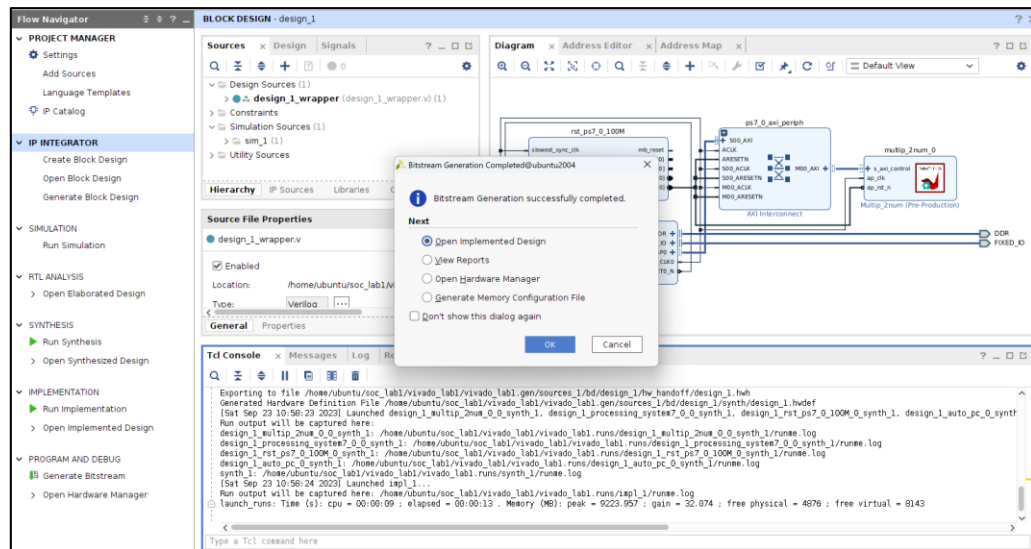 Flow Navigator
PROJECT MANAGER
Settings
Add Sources
Language Templates
IP Catalog
IP INTEGRATOR
Create Block Design
Open Block Design
Generate Block Design
SIMULATION
Run Simulation
RTL ANALYSIS
Open Elaborated Design
SYNTHESIS
Run Synthesis
Open Synthesized Design
IMPLEMENTATION
Run Implementation
Open Implemented Design
PROGRAM AND DEBUG
Generate Bitstream
Open Hardware Manager
BLOCK DESIGN - design_1
Sources Design Signals
0
Design Sources (1)
design_1_wrapper (design_1_wrapper.v) (1)
Constraints
Simulation Sources (1)
sim_1 (1)
Utility Sources
Hierarchy IP Sources Libraries
Source File Properties
design_1_wrapper.v
Enabled
Location: /home/ubuntu/soc_lab1/vi
Type: Verilog
General Properties
Diagram Address Editor Address Map
Default View
rst_ps7_0_100M
slowest_sync_clk mb_reset
ps7_0_axi_periph
S00_AXI
ACLK
ARESETN
S00_ACLK M00_AXI
S00_ARESETN
M00_ACLK
M00_ARESETN
AXI Interconnect
multip_2num_0
s_axi_control
ap_clk
ap_rst_n
Multip_2num (Pre-Production)
DDR
FIXED_IO
Bitstream Generation Completed@ubuntu2004
Bitstream Generation successfully completed.
Next
Open Implemented Design
View Reports
Open Hardware Manager
Generate Memory Configuration File
Don't show this dialog again
OK Cancel
Tcl Console Messages Log
Exporting to file /home/ubuntu/soc_lab1/vivado_lab1/vivado_lab1.gen/sources_1/bd/design_1/hw_handoff/design_1.hwh
Generated Hardware Definition File /home/ubuntu/soc_lab1/vivado_lab1/vivado_lab1.gen/sources_1/bd/design_1/synth/design_1.hwdef
[Sat Sep 23 10:58:23 2023] Launched design_1_multip_2num_0_0_synth_1, design_1_processing_system7_0_0_synth_1, design_1_rst_ps7_0_100M_0_synth_1, design_1_auto_pc_0_synth
Run output will be captured here:
design_1_multip_2num_0_0_synth_1: /home/ubuntu/soc_lab1/vivado_lab1/vivado_lab1.runs/design_1_multip_2num_0_0_synth_1/runme.log
design_1_processing_system7_0_0_synth_1: /home/ubuntu/soc_lab1/vivado_lab1/vivado_lab1.runs/design_1_processing_system7_0_0_synth_1/runme.log
design_1_rst_ps7_0_100M_0_synth_1: /home/ubuntu/soc_lab1/vivado_lab1/vivado_lab1.runs/design_1_rst_ps7_0_100M_0_synth_1/runme.log
design_1_auto_pc_0_synth_1: /home/ubuntu/soc_lab1/vivado_lab1/vivado_lab1.runs/design_1_auto_pc_0_synth_1/runme.log
synth_1: /home/ubuntu/soc_lab1/vivado_lab1/vivado_lab1.runs/synth_1/runme.log
[Sat Sep 23 10:58:24 2023] Launched impl_1...
Run output will be captured here: /home/ubuntu/soc_lab1/vivado_lab1/vivado_lab1.runs/impl_1/runme.log
launch_runs: Time (s): cpu = 00:00:09 ; elapsed = 00:00:13 . Memory (MB): peak = 9223.957 ; gain = 32.074 ; free physical = 4876 ; free virtual = 8143
Type a Tcl command here